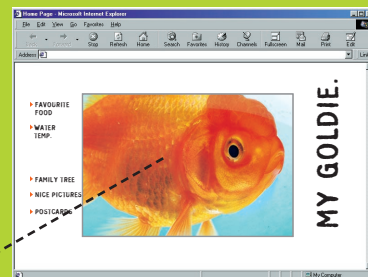 Home Page - Microsoft Internet Explorer
File Edit View Go Favorites Help
Stop Refresh Home Search Favorites History Channels Fullscreen Mail Print Edit
Address
FAVOURITE
FOOD
WATER
TEMP.
FAMILY TREE
NICE PICTURES
POSTCARDS
MY GOLDIE.
My Computer